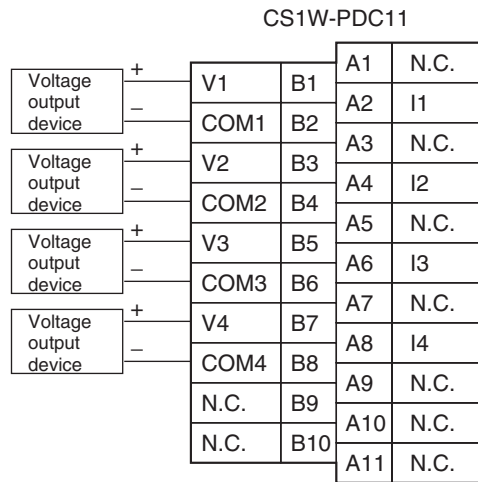 CS1W-PDC11
A1 N.C.
Voltage output device + − V1 B1
A2 I1
COM1 B2
A3 N.C.
Voltage output device + − V2 B3
A4 I2
COM2 B4
A5 N.C.
Voltage output device + − V3 B5
A6 I3
COM3 B6
A7 N.C.
Voltage output device + − V4 B7
A8 I4
COM4 B8
A9 N.C.
N.C. B9
A10 N.C.
N.C. B10
A11 N.C.